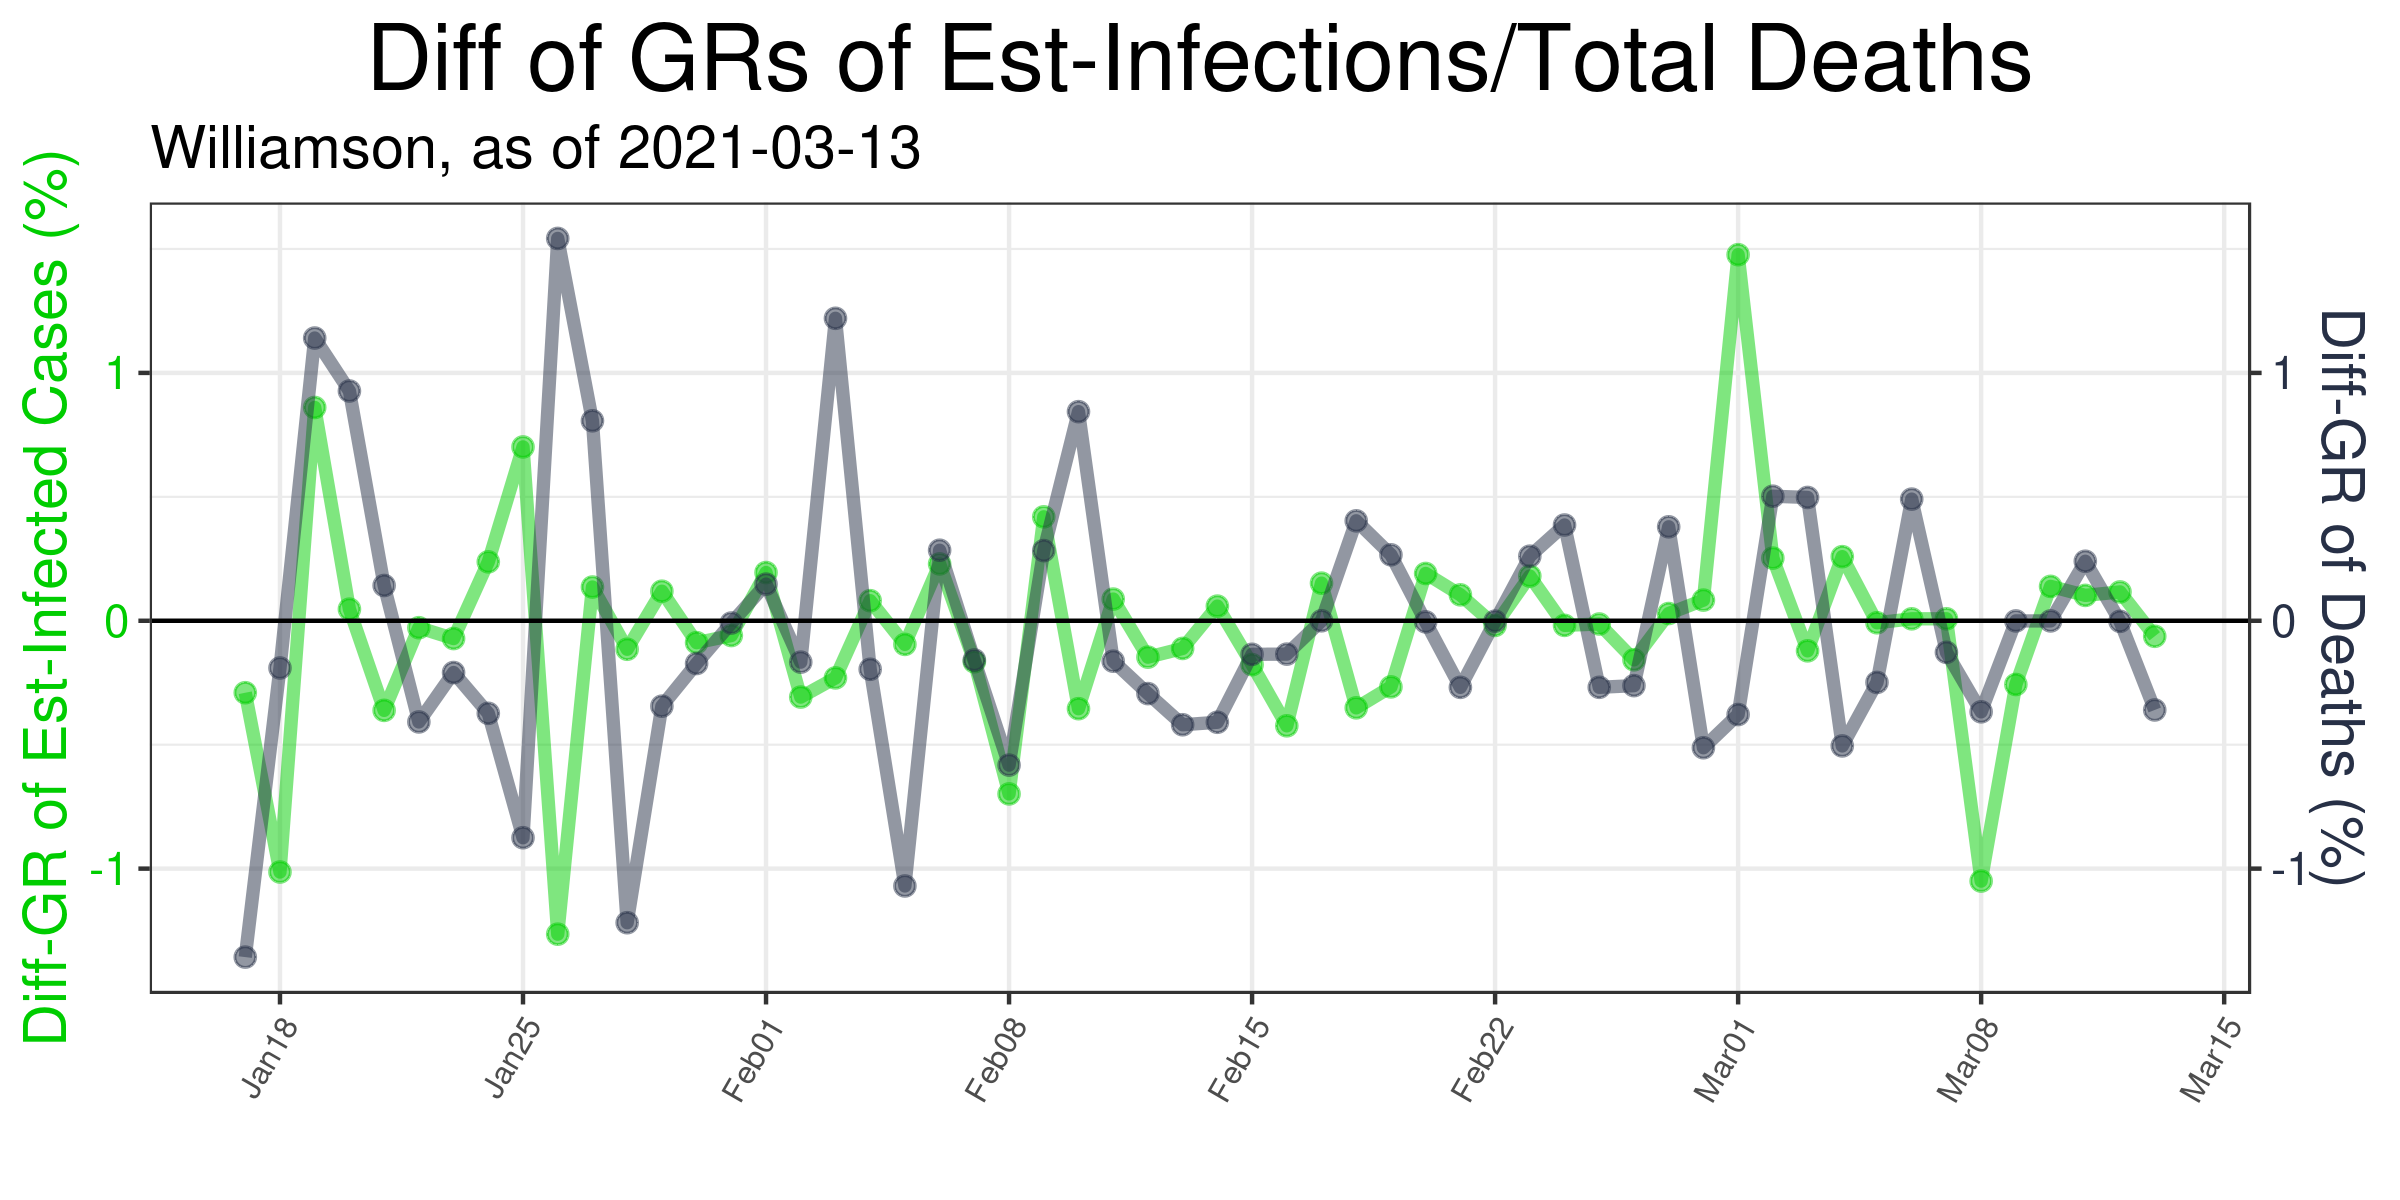 Diff of GRs of Est-Infections/Total Deaths
Williamson, as of 2021-03-13
Diff-GR of Est-Infected Cases (%)
1
0
-1
1
0
-1
Diff-GR of Deaths (%)
Jan18
Jan25
Feb01
Feb08
Feb15
Feb22
Mar01
Mar08
Mar15